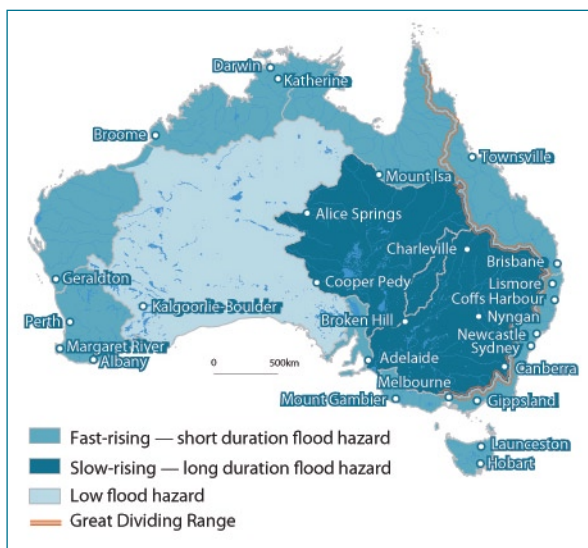 Darwin
Katherine
Broome
Townsville
Mount Isa
Alice Springs
Charleville
Brisbane
Geraldton
Cooper Pedy
Lismore
Coffs Harbour
Kalgoorlie-Boulder
Broken Hill
Nyngan
Perth
Newcastle
Sydney
Margaret River
Albany
0 500km
Adelaide
Canberra
Melbourne
Mount Gambier
Gippsland
Fast-rising — short duration flood hazard
Launceston
Slow-rising — long duration flood hazard
Hobart
Low flood hazard
Great Dividing Range